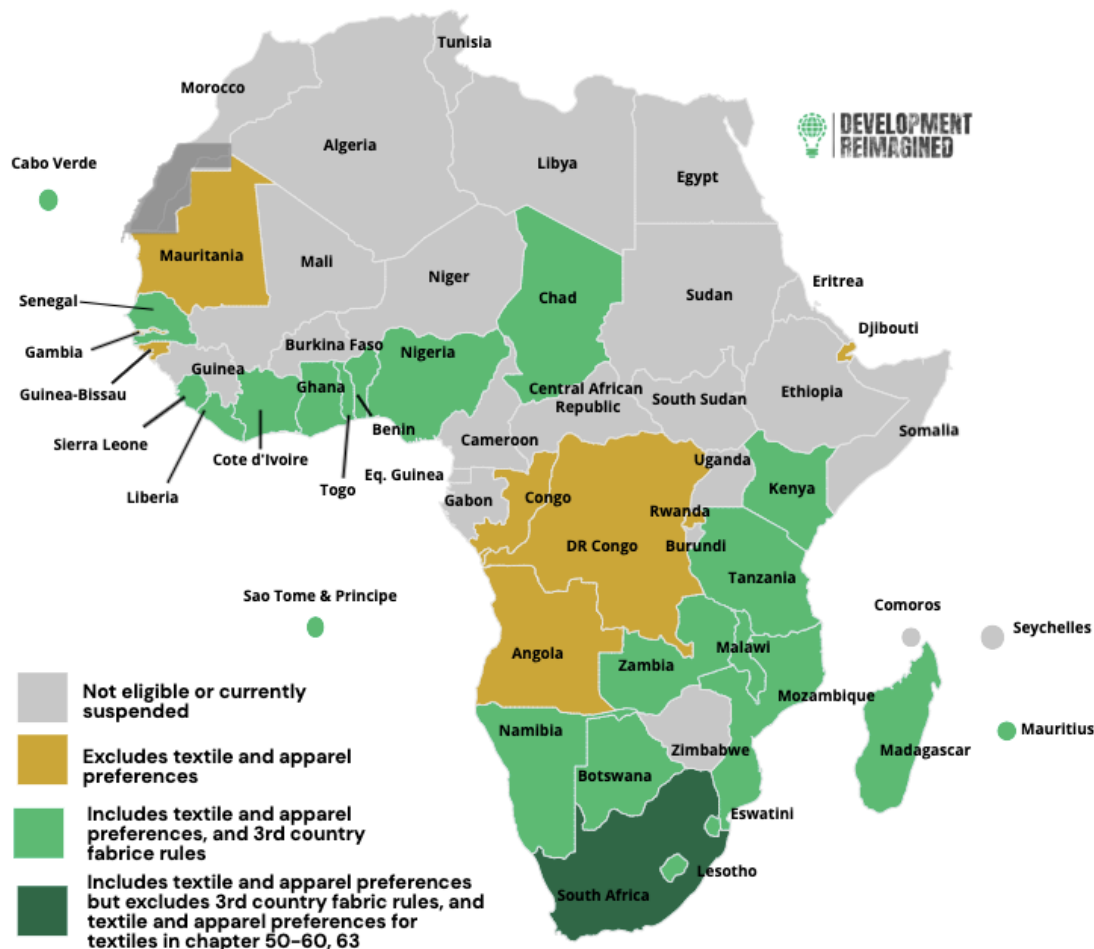 Tunisia
Morocco
DEVELOPMENT
REIMAGINED
Algeria
Cabo Verde
Libya
Egypt
Mauritania
Mali
Niger
Eritrea
Senegal
Chad
Sudan
Djibouti
Gambia
Burkina Faso
Nigeria
Guinea
Ghana
Central African
Republic
South Sudan
Ethiopia
Guinea-Bissau
Benin
Somalia
Sierra Leone
Cameroon
Cote d'Ivoire
Uganda
Eq. Guinea
Togo
Liberia
Gabon
Congo
Kenya
Rwanda
DR Congo
Burundi
Tanzania
Sao Tome & Principe
Comoros
Seychelles
Angola
Malawi
Zambia
Mozambique
Not eligible or currently
suspended
Namibia
Mauritius
Zimbabwe
Madagascar
Excludes textile and apparel
preferences
Botswana
Eswatini
Includes textile and apparel
preferences, and 3rd country
fabrice rules
Lesotho
South Africa
Includes textile and apparel preferences
but excludes 3rd country fabric rules, and
textile and apparel preferences for
textiles in chapter 50-60, 63